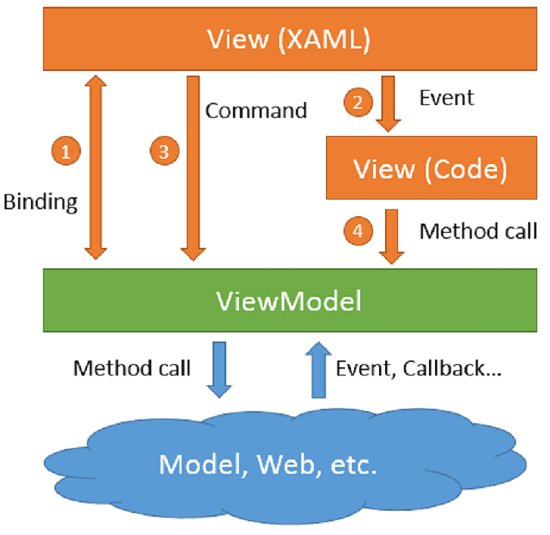 View (XAML)
2 Event
Command
1 3
View (Code)
Binding
4 Method call
ViewModel
Method call
Event, Callback...
Model, Web, etc.